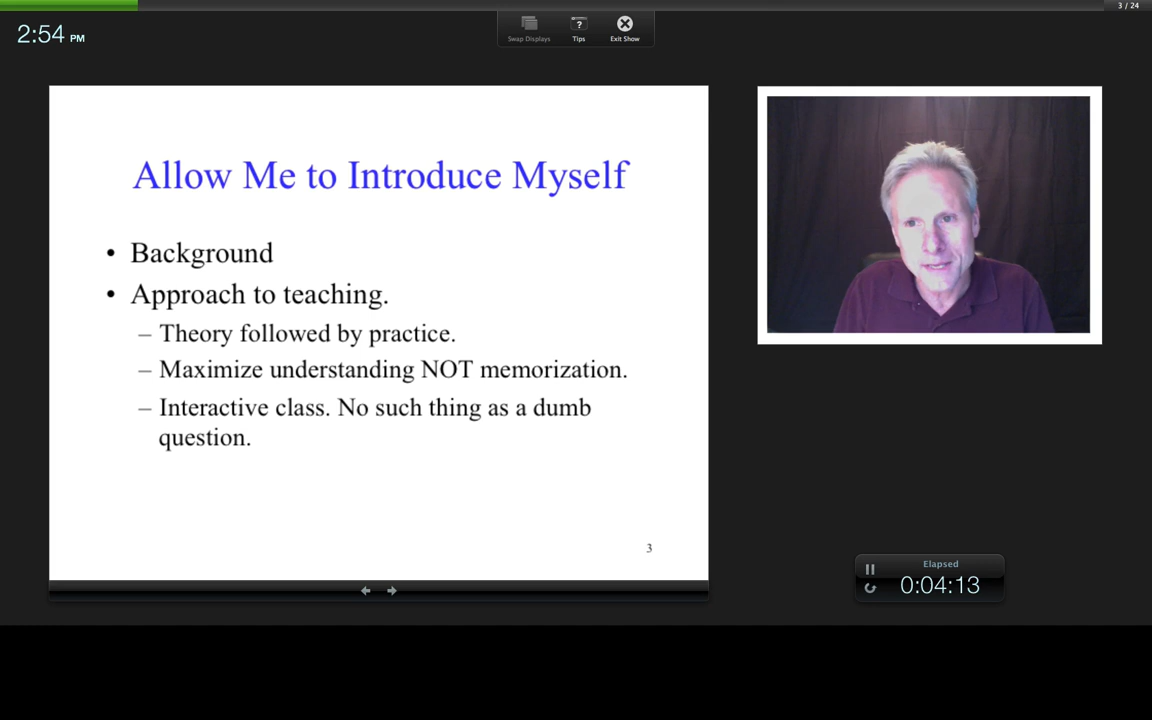 3 / 24
2:54 PM
Swap Displays
?
Tips
Exit Show
Allow Me to Introduce Myself
• Background
• Approach to teaching.
– Theory followed by practice.
– Maximize understanding NOT memorization.
– Interactive class. No such thing as a dumb
question.
3
Elapsed
0:04:13